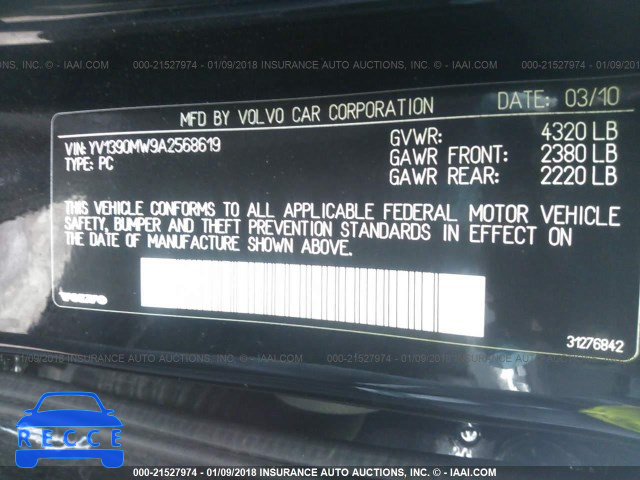 000-21527974 - 01/09/2018 INSURANCE AUTO AUCTIONS, INC. - IAAI.COM
MFD BY VOLVO CAR CORPORATION
DATE: 03/10
VIN: YV1390MW9A2568619
TYPE: PC
GVWR: 4320 LB
GAWR FRONT: 2380 LB
GAWR REAR: 2220 LB
THIS VEHICLE CONFORMS TO ALL APPLICABLE FEDERAL MOTOR VEHICLE
SAFETY, BUMPER AND THEFT PREVENTION STANDARDS IN EFFECT ON
THE DATE OF MANUFACTURE SHOWN ABOVE.
VOLVO
31276842
000-21527974 - 01/09/2018 INSURANCE AUTO AUCTIONS, INC. - IAAI.COM